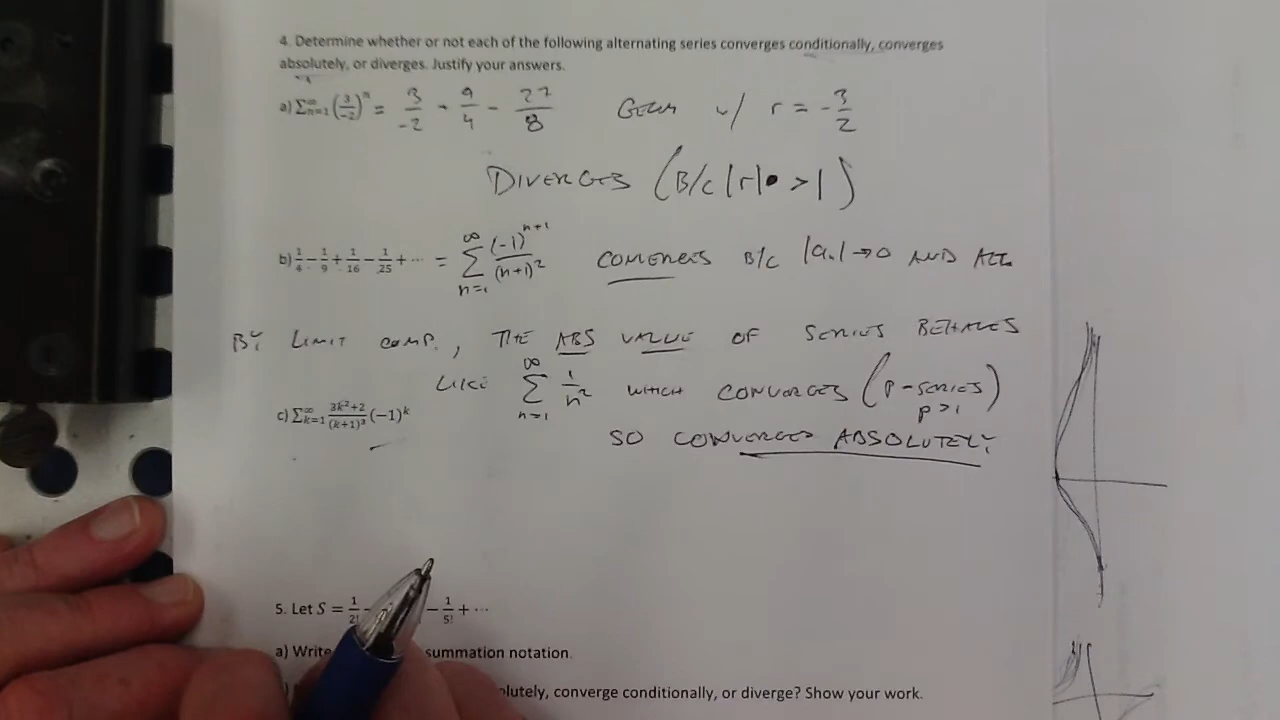 4. Determine whether or not each of the following alternating series converges conditionally, converges
absolutely, or diverges. Justify your answers.
a) ∑_{n=1}^{∞} (3/-2)^n = 3/-2 + 9/4 - 27/8 GEOM w/ r = -3/2
DIVERGES (B/C |r| > 1)
b) 1/4 - 1/9 + 1/16 - 1/25 + ⋯ = ∑_{n=1}^{∞} (-1)^{n+1}/(n+1)^2 CONVERGES B/C |a_n| → 0 AND ALT.
BY LIMIT COMP., THE ABS VALUE OF SERIES BEHAVES
LIKE ∑_{n=1}^{∞} 1/n^2 WHICH CONVERGES (P-SERIES) p>1
c) ∑_{k=1}^{∞} (3k^2+2)/(k+1)^3 (-1)^k
SO CONVERGES ABSOLUTELY
5. Let S = 1/2! - 1/5! + ⋯
a) Write summation notation.
lutely, converge conditionally, or diverge? Show your work.